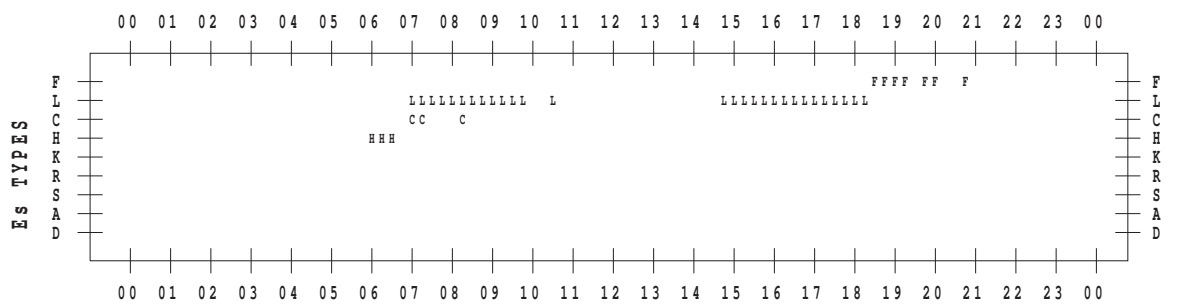 00 01 02 03 04 05 06 07 08 09 10 11 12 13 14 15 16 17 18 19 20 21 22 23 00
Es TYPES
F FFFF FF F F
L LLLLLLLLLLLL L LLLLLLLLLLLLLLL L
C CC C C
H HHH H
K K
R R
S S
A A
D D
00 01 02 03 04 05 06 07 08 09 10 11 12 13 14 15 16 17 18 19 20 21 22 23 00